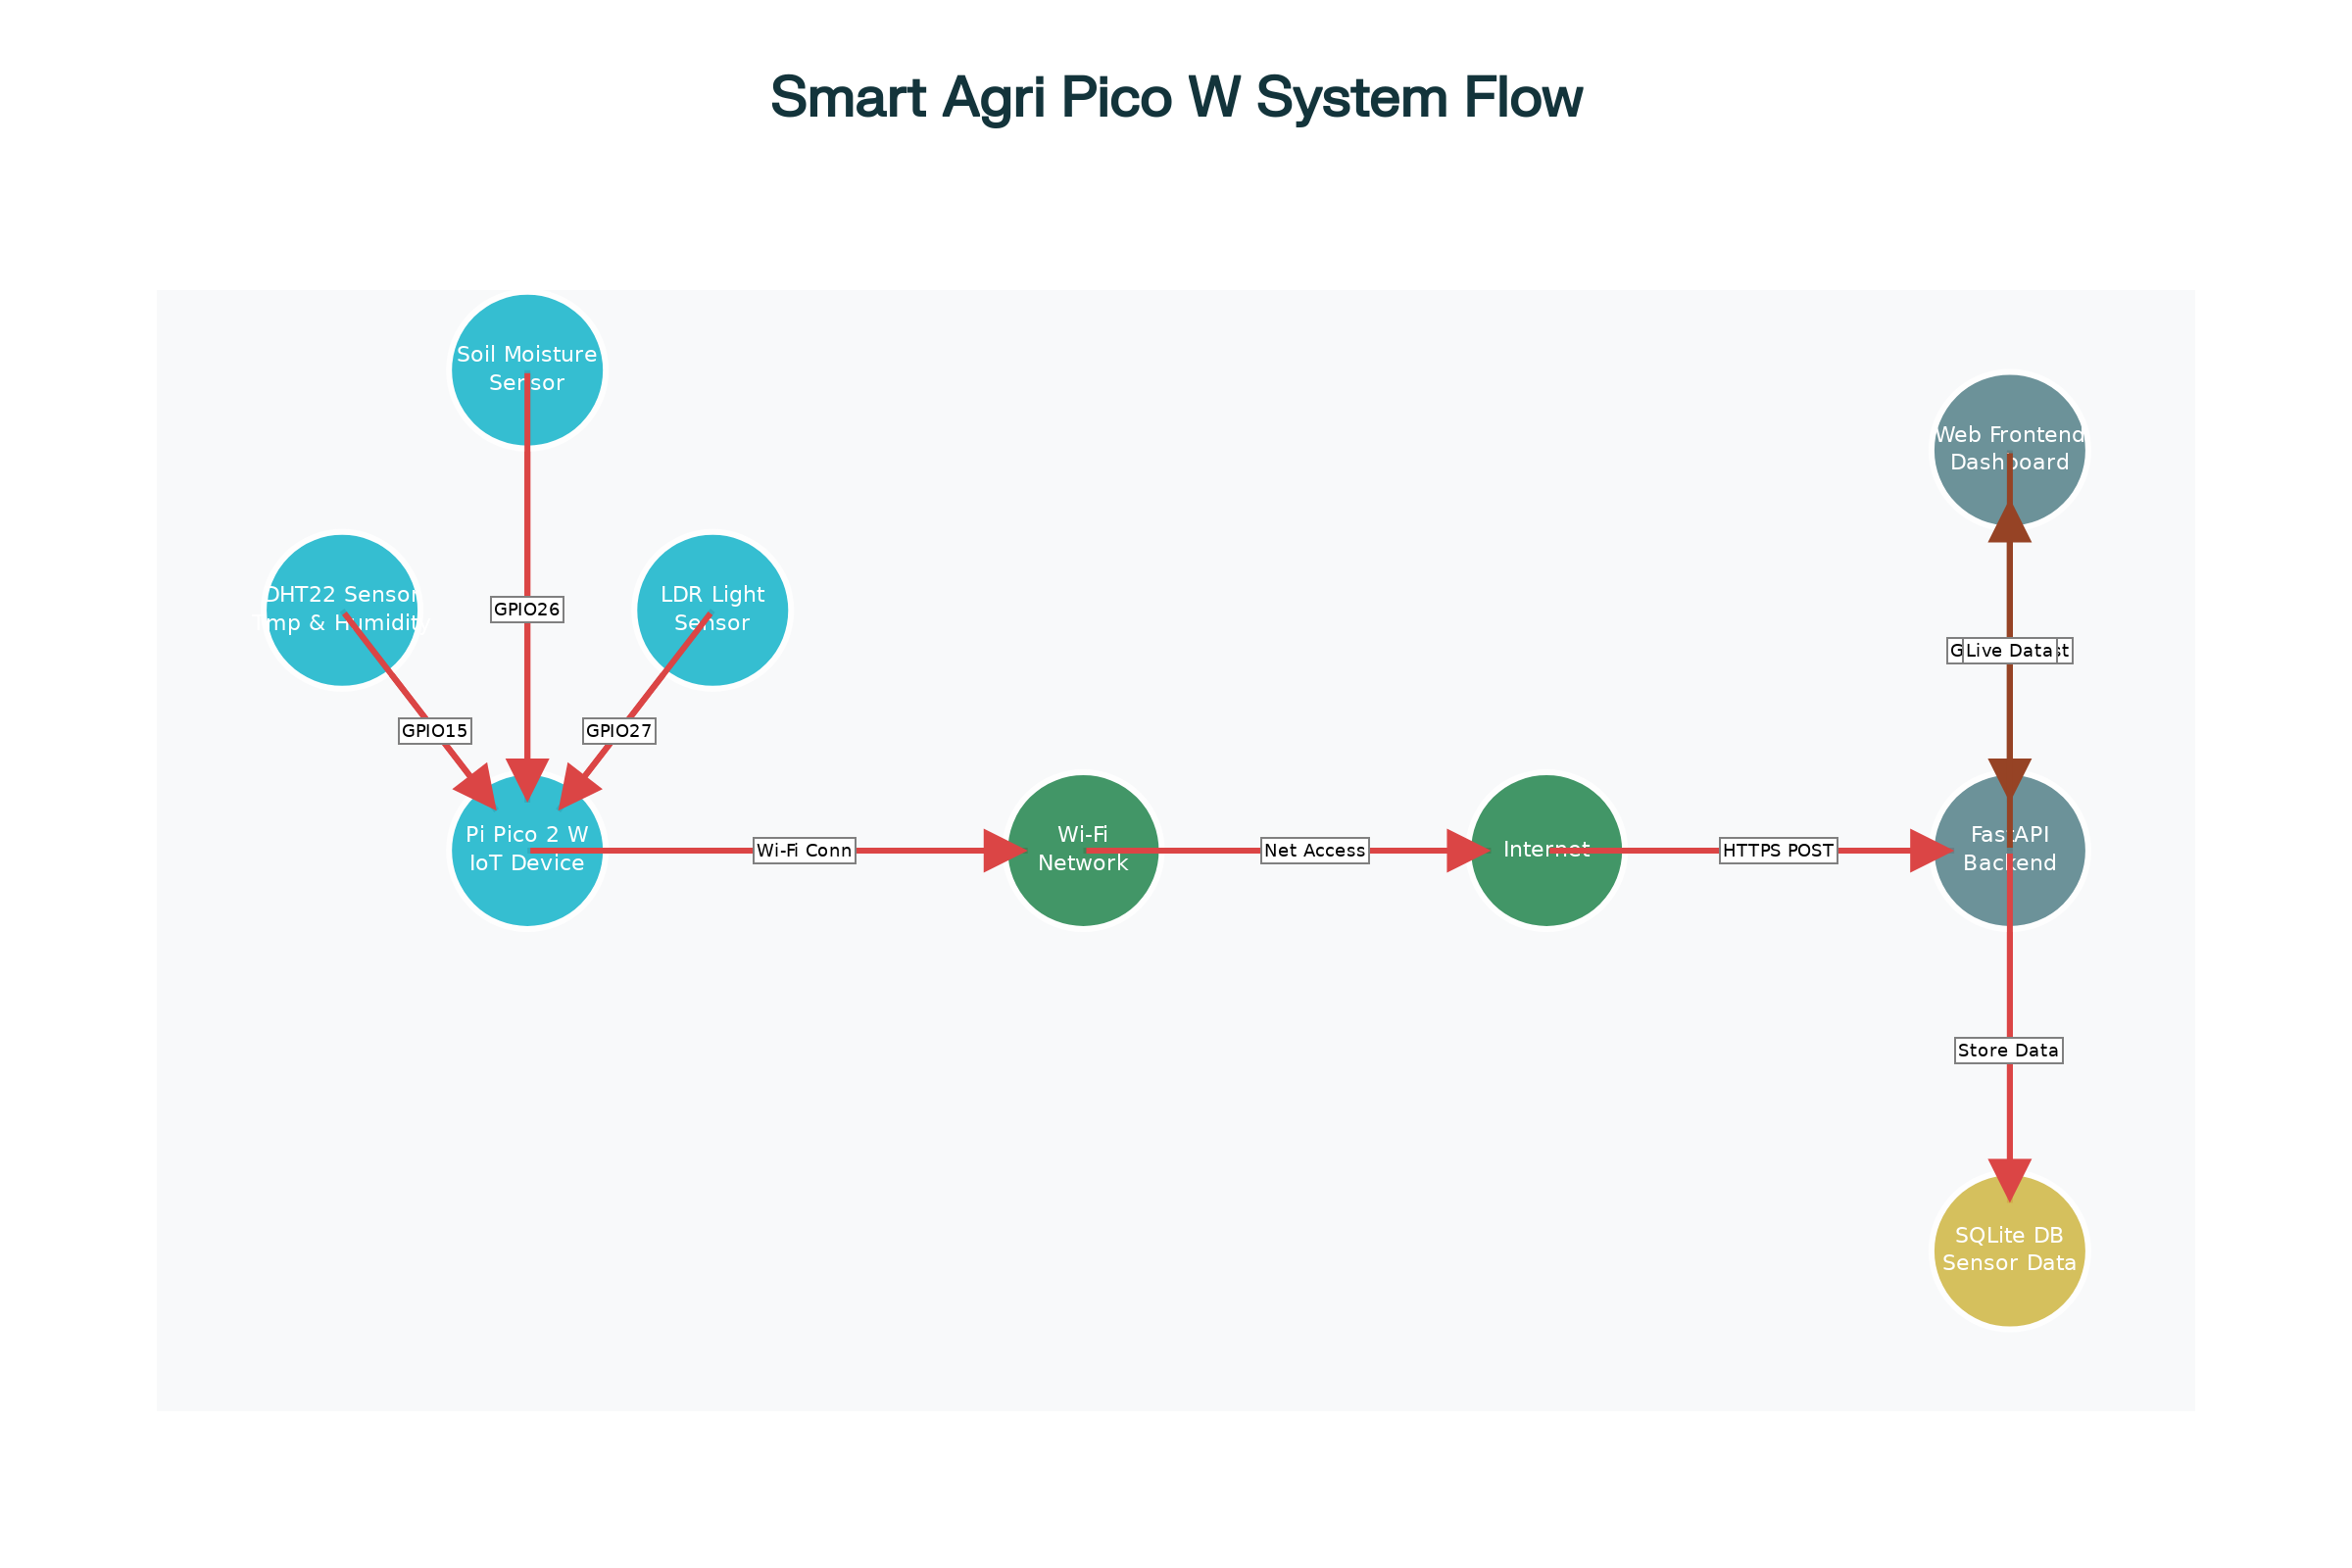 Smart Agri Pico W System Flow
Soil Moisture
Sensor
Web Frontend
Dashboard
DHT22 Sensor
& Humidit
LDR Light
Sensor
GPIO26
GPIO15
GPIO27
Live Data
Pi Pico 2 W
IoT Device
Wi-Fi Conn
Wi-Fi
Network
Net Access
Internet
HTTPS POST
FastAPI
Backend
Store Data
SQLite DB
Sensor Data